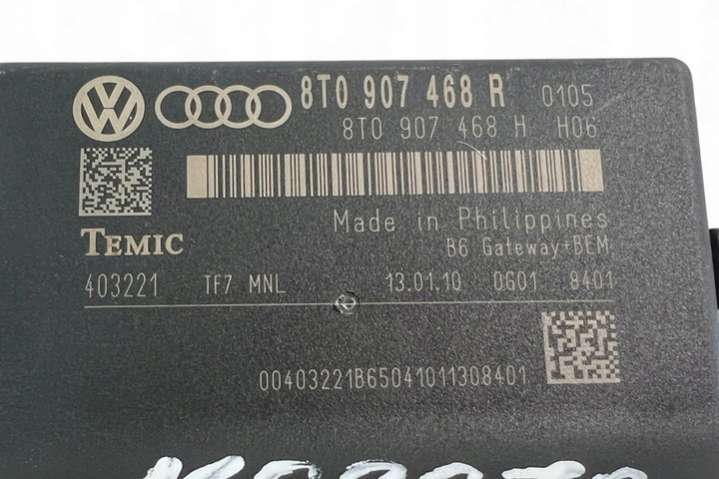 8T0 907 468 R 0105
8T0 907 468 H H06
Made in Philippines
TEMIC
B6 Gateway+BEM
403221 TF7 MNL 13.01.10 0G01 8401
00403221B65041011308401